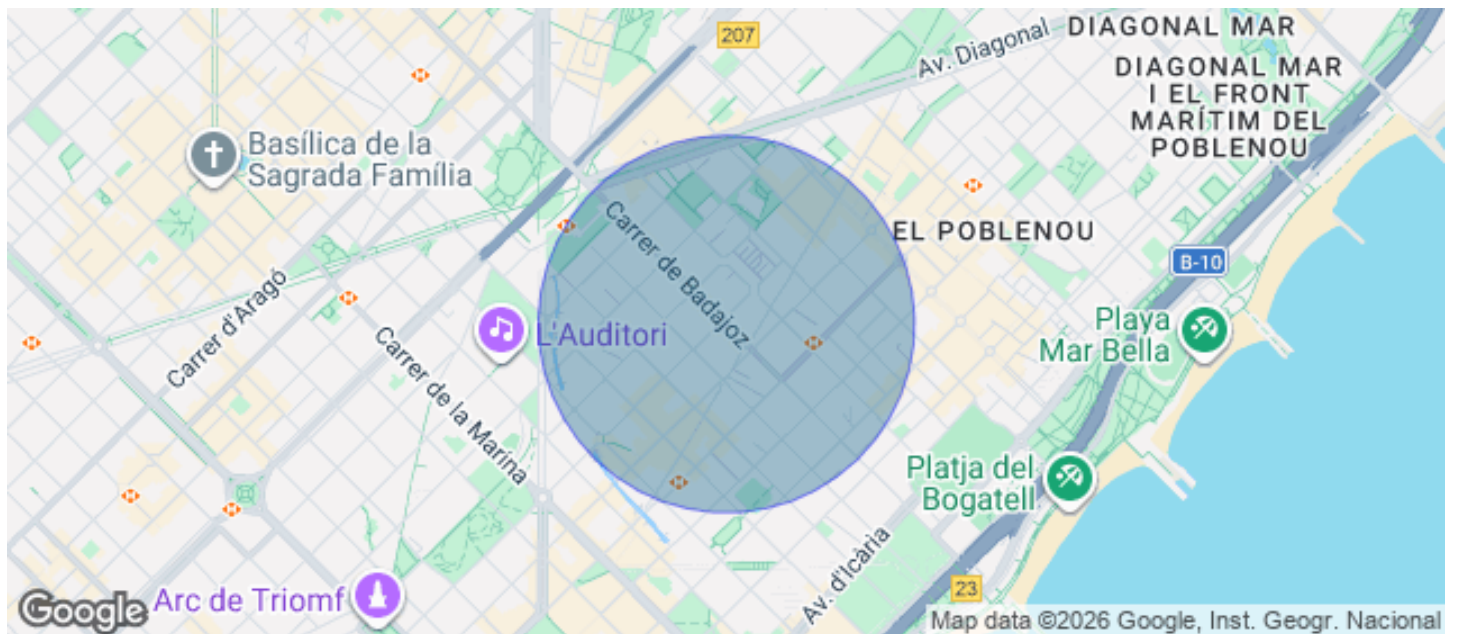 207
Av. Diagonal
DIAGONAL MAR
DIAGONAL MAR
I EL FRONT
MARÍTIM DEL
POBLENOU
Basílica de la
Sagrada Família
Carrer de Badajoz
EL POBLENOU
B-10
Carrer d'Aragó
L'Auditori
Playa
Mar Bella
Carrer de la Marina
Platja del
Bogatell
Av. d'Icària
23
Arc de Triomf
Google
Map data ©2026 Google, Inst. Geogr. Nacional